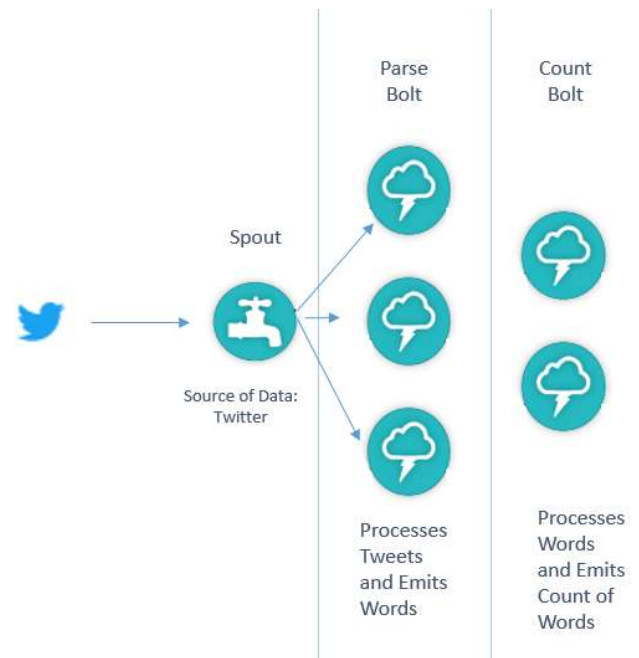 Parse
Bolt
Count
Bolt
Spout
Source of Data:
Twitter
Processes
Tweets
and Emits
Words
Processes
Words
and Emits
Count of
Words